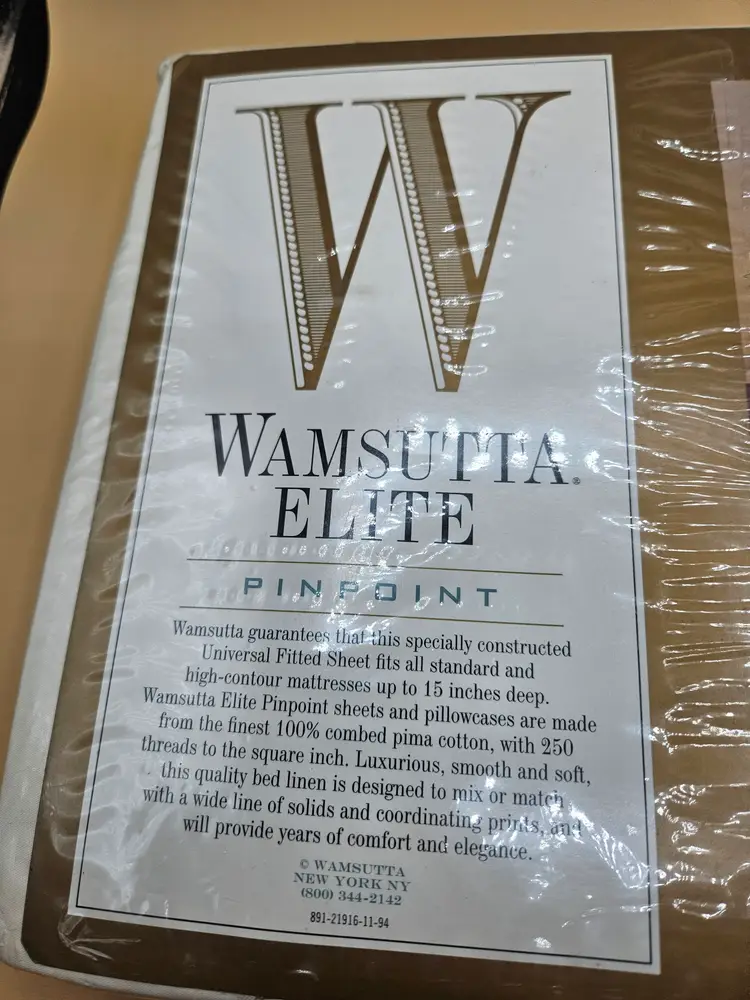 W
WAMSUTTA®
ELITE
PINPOINT
Wamsutta guarantees that this specially constructed
Universal Fitted Sheet fits all standard and
high-contour mattresses up to 15 inches deep.
Wamsutta Elite Pinpoint sheets and pillowcases are made
from the finest 100% combed pima cotton, with 250
threads to the square inch. Luxurious, smooth and soft,
this quality bed linen is designed to mix or match
with a wide line of solids and coordinating prints, and
will provide years of comfort and elegance.
© WAMSUTTA
NEW YORK NY
(800) 344-2142
891-21916-11-94